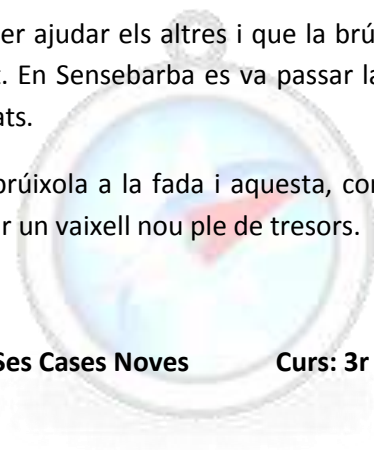 er ajudar els altres i que la brú
. En Sensebarba es va passar la
ats.
brúixola a la fada i aquesta, co
r un vaixell nou ple de tresors.
Ses Cases Noves Curs: 3r